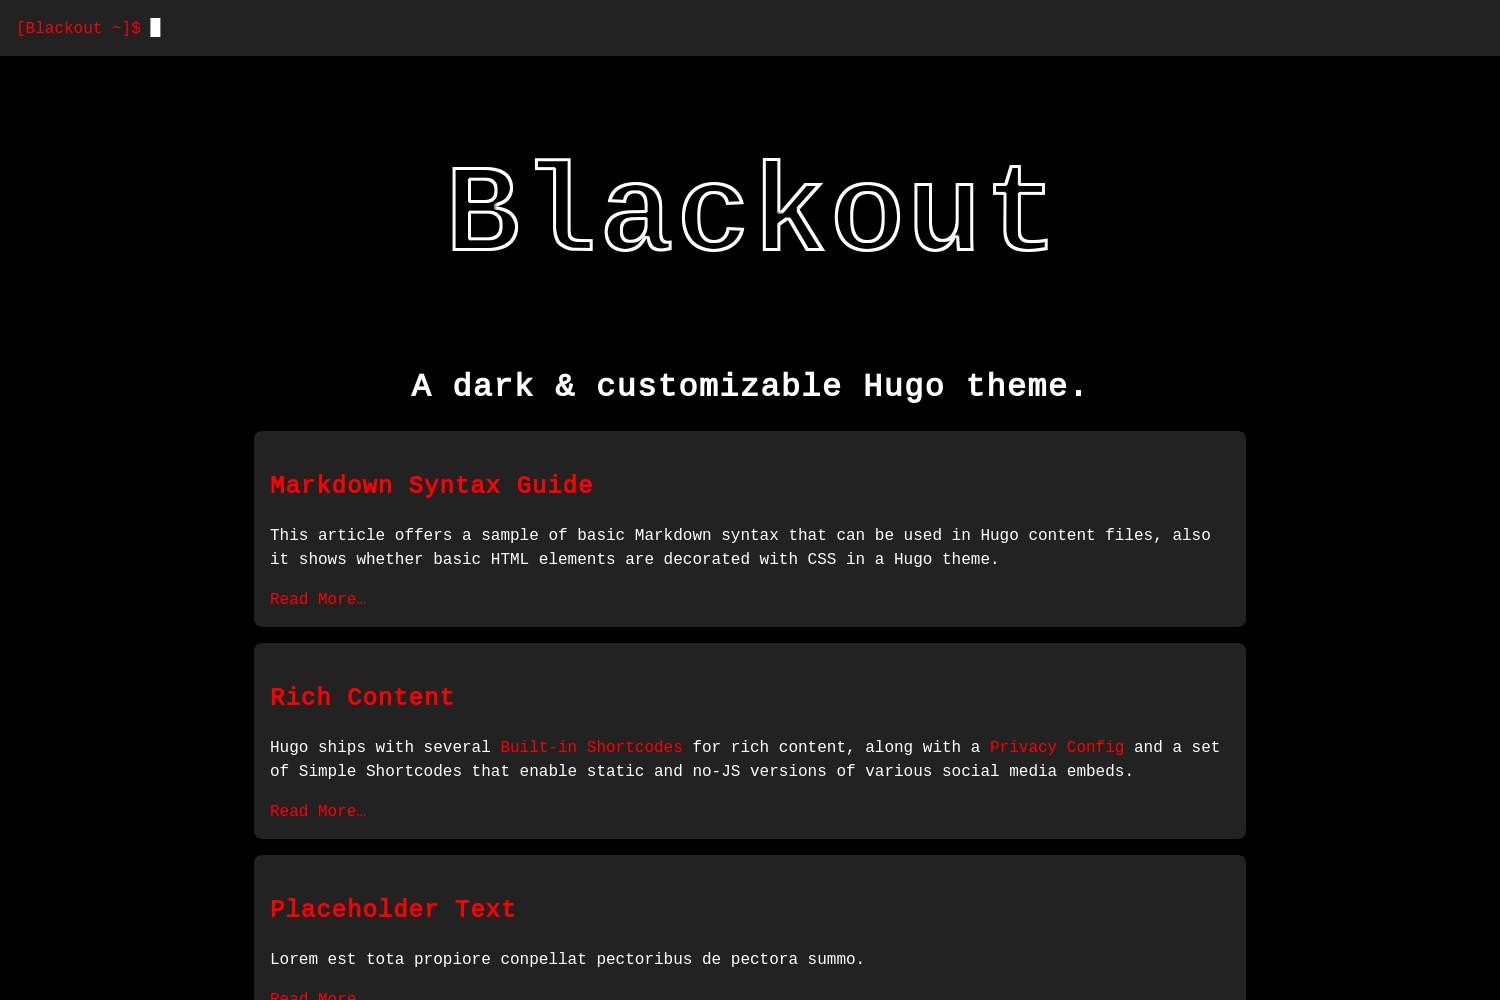 [Blackout ~]$
Blackout
A dark & customizable Hugo theme.
Markdown Syntax Guide
This article offers a sample of basic Markdown syntax that can be used in Hugo content files, also
it shows whether basic HTML elements are decorated with CSS in a Hugo theme.
Read More…
Rich Content
Hugo ships with several Built-in Shortcodes for rich content, along with a Privacy Config and a set
of Simple Shortcodes that enable static and no-JS versions of various social media embeds.
Read More…
Placeholder Text
Lorem est tota propiore conpellat pectoribus de pectora summo.
Read More…